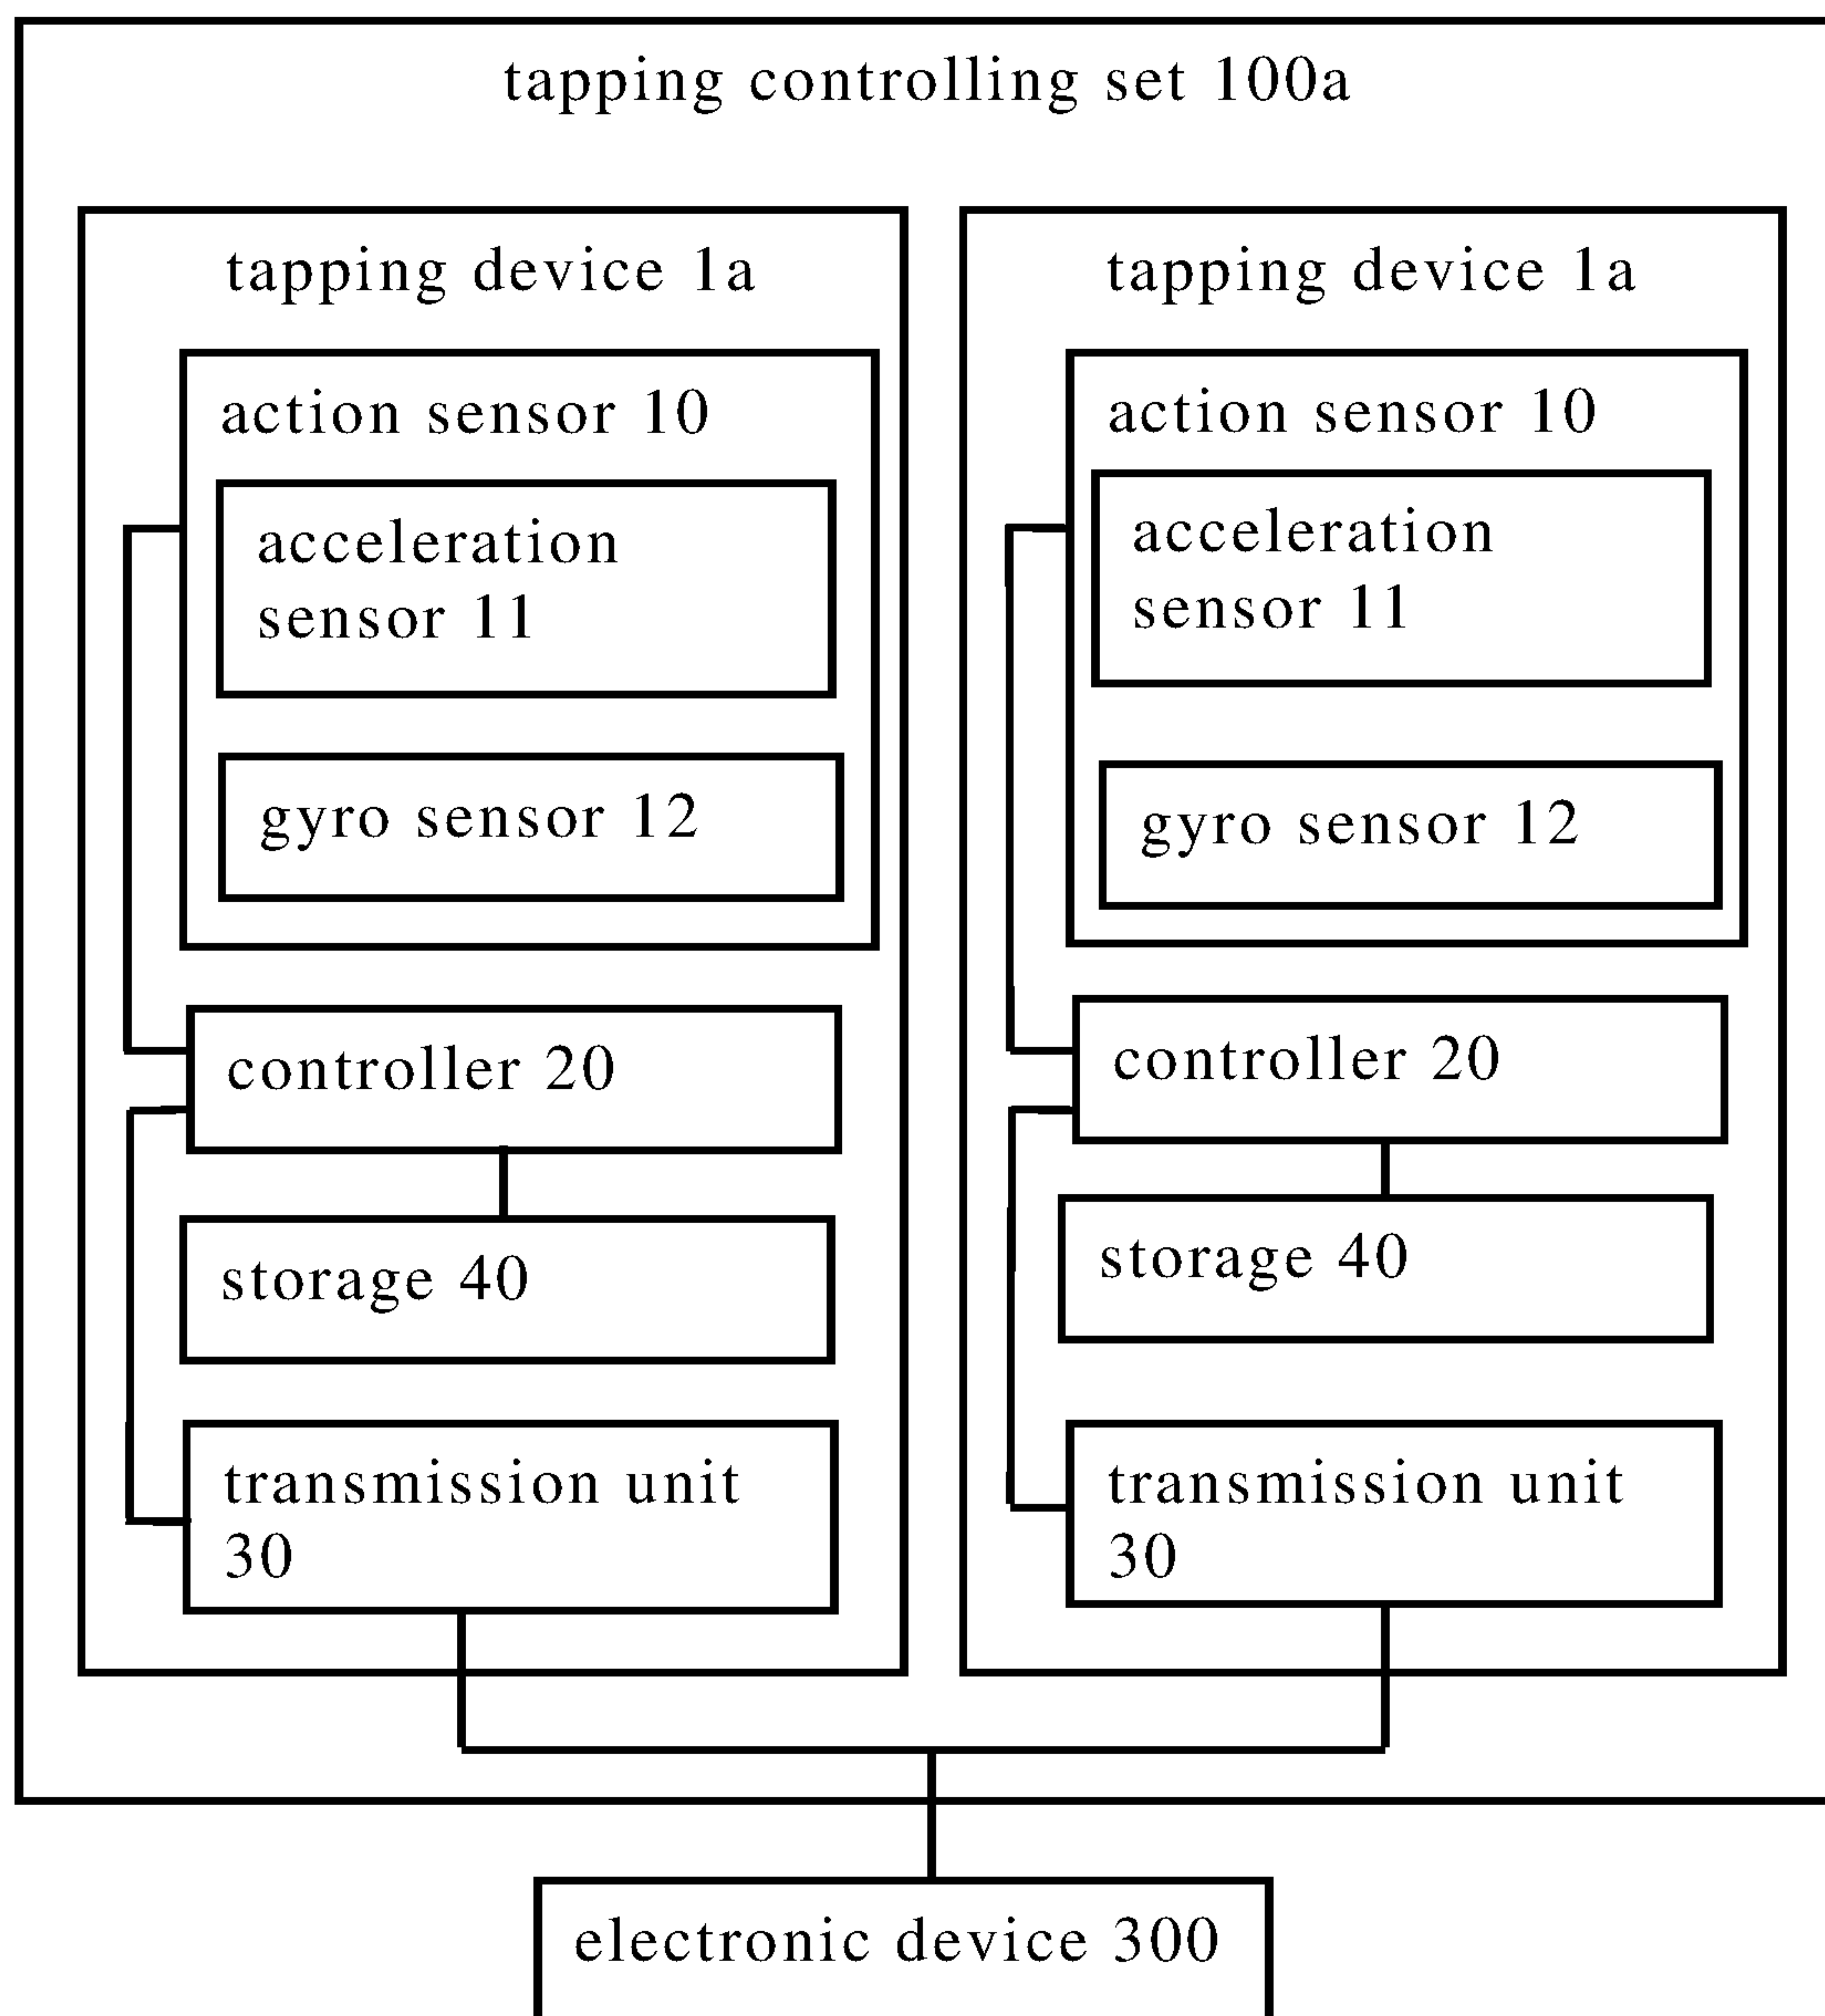 tapping controlling set 100a
tapping device 1a
action sensor 10
acceleration
sensor 11
gyro sensor 12
controller 20
storage 40
transmission unit
30
tapping device 1a
action sensor 10
acceleration
sensor 11
gyro sensor 12
controller 20
storage 40
transmission unit
30
electronic device 300